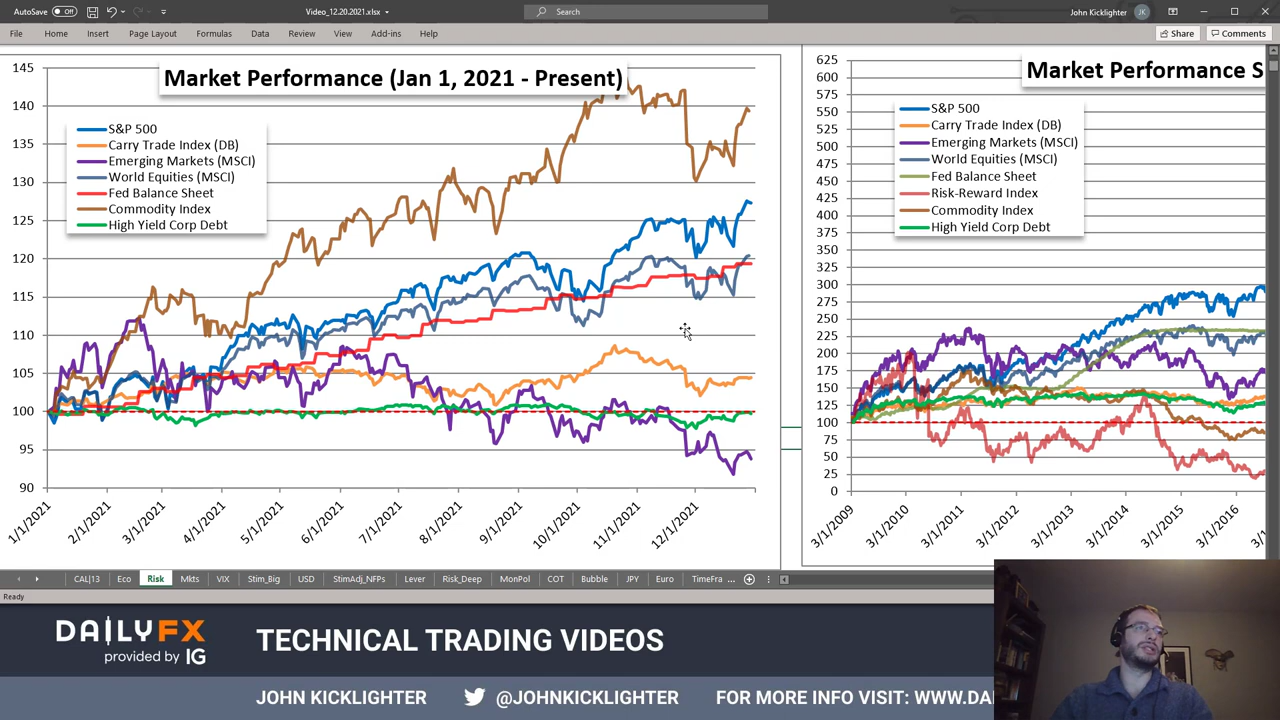 AutoSave Off
Video_12.20.2021.xlsx
Search
John Kicklighter
JK
File Home Insert Page Layout Formulas Data Review View Add-ins Help
Share
Comments
Market Performance (Jan 1, 2021 - Present)
145
140
135
130
125
120
115
110
105
100
95
90
S&P 500
Carry Trade Index (DB)
Emerging Markets (MSCI)
World Equities (MSCI)
Fed Balance Sheet
Commodity Index
High Yield Corp Debt
1/1/2021 2/1/2021 3/1/2021 4/1/2021 5/1/2021 6/1/2021 7/1/2021 8/1/2021 9/1/2021 10/1/2021 11/1/2021 12/1/2021
Market Performance S
625
600
575
550
525
500
475
450
425
400
375
350
325
300
275
250
225
200
175
150
125
100
75
50
25
0
S&P 500
Carry Trade Index (DB)
Emerging Markets (MSCI)
World Equities (MSCI)
Fed Balance Sheet
Risk-Reward Index
Commodity Index
High Yield Corp Debt
3/1/2009 3/1/2010 3/1/2011 3/1/2012 3/1/2013 3/1/2014 3/1/2015 3/1/2016 3/1/
CAL|13 Eco Risk Mkts VIX Stim_Big USD StimAdj_NFPs Lever Risk_Deep MonPol COT Bubble JPY Euro TimeFra ...
Ready
DAILYFX
provided by IG
TECHNICAL TRADING VIDEOS
JOHN KICKLIGHTER @JOHNKICKLIGHTER FOR MORE INFO VISIT: WWW.DA